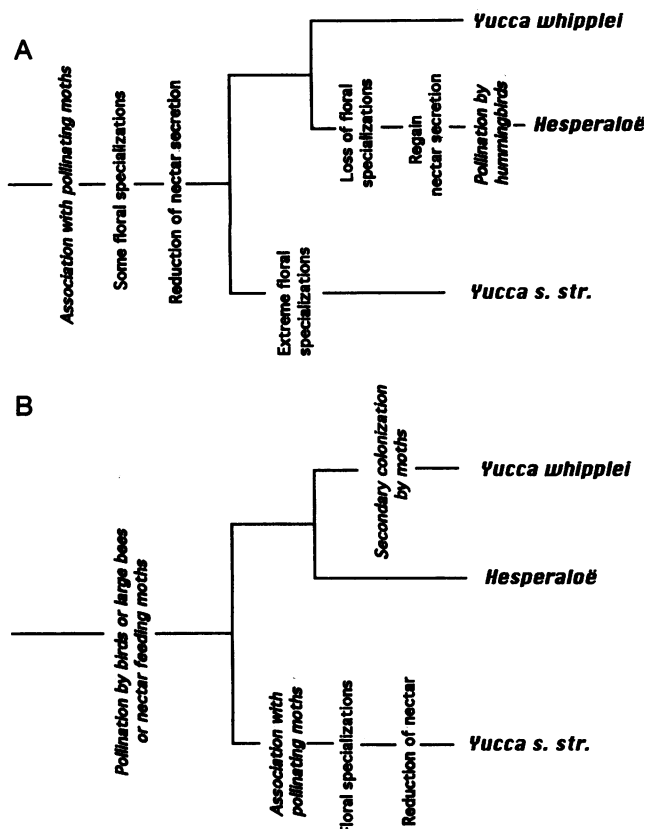 A
Association with pollinating moths
Some floral specializations
Reduction of nectar secretion
Yucca whipplei
Loss of floral
specializations
Regain
nectar secretion
Pollination by
hummingbirds
Hesperaloë
Extreme floral
specializations
Yucca s. str.
B
Pollination by birds or large bees
or nectar feeding moths
Secondary colonization
by moths
Yucca whipplei
Hesperaloë
Association with
pollinating moths
Floral specializations
Reduction of nectar
Yucca s. str.